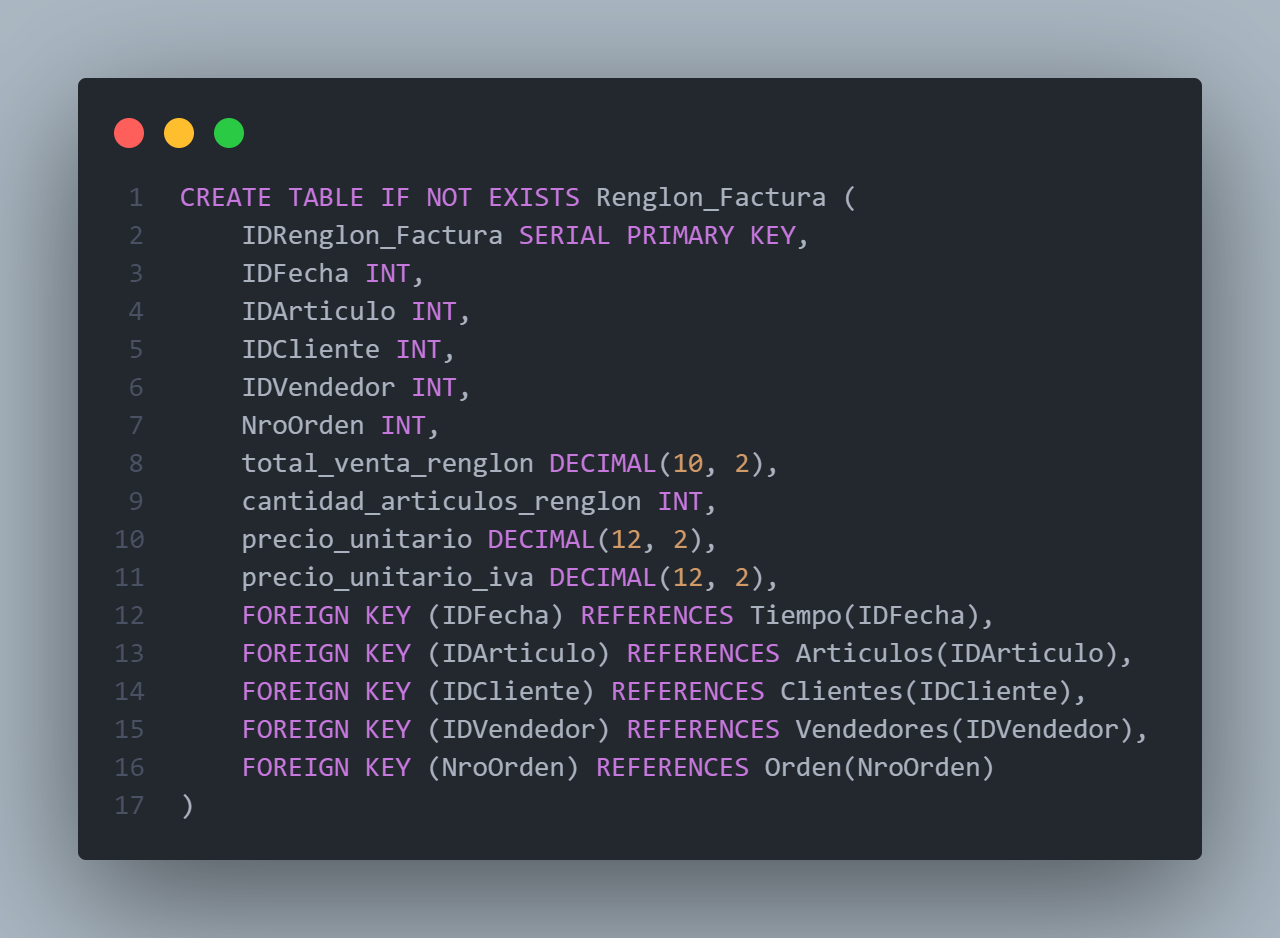 1 CREATE TABLE IF NOT EXISTS Renglon_Factura (
2 IDRenglon_Factura SERIAL PRIMARY KEY,
3 IDFecha INT,
4 IDArticulo INT,
5 IDCliente INT,
6 IDVendedor INT,
7 NroOrden INT,
8 total_venta_renglon DECIMAL(10, 2),
9 cantidad_articulos_renglon INT,
10 precio_unitario DECIMAL(12, 2),
11 precio_unitario_iva DECIMAL(12, 2),
12 FOREIGN KEY (IDFecha) REFERENCES Tiempo(IDFecha),
13 FOREIGN KEY (IDArticulo) REFERENCES Articulos(IDArticulo),
14 FOREIGN KEY (IDCliente) REFERENCES Clientes(IDCliente),
15 FOREIGN KEY (IDVendedor) REFERENCES Vendedores(IDVendedor),
16 FOREIGN KEY (NroOrden) REFERENCES Orden(NroOrden)
17 )